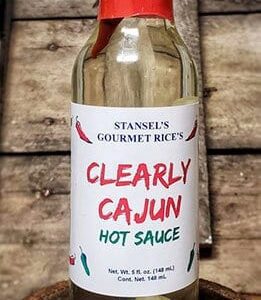 STANSEL'S
GOURMET RICE'S
CLEARLY
CAJUN
HOT SAUCE
Net. Wt. 5 fl. oz. (148 mL)
Cont. Net. 148 mL